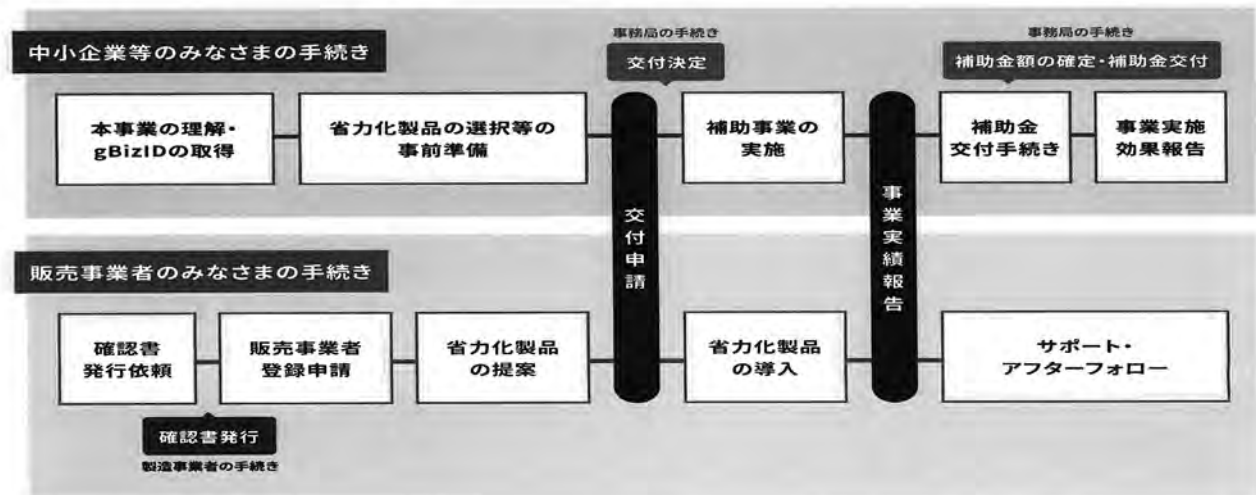 事務局の手続き
交付決定
事務局の手続き
補助金額の確定・補助金交付
中小企業等のみなさまの手続き
本事業の理解・
gBizIDの取得
省力化製品の選択等の
事前準備
補助事業の
実施
補助金
交付手続き
事業実施
効果報告
交付申請
事業実績報告
販売事業者のみなさまの手続き
確認書
発行依頼
販売事業者
登録申請
省力化製品
の提案
省力化製品
の導入
サポート・
アフターフォロー
確認書発行
製造事業者の手続き